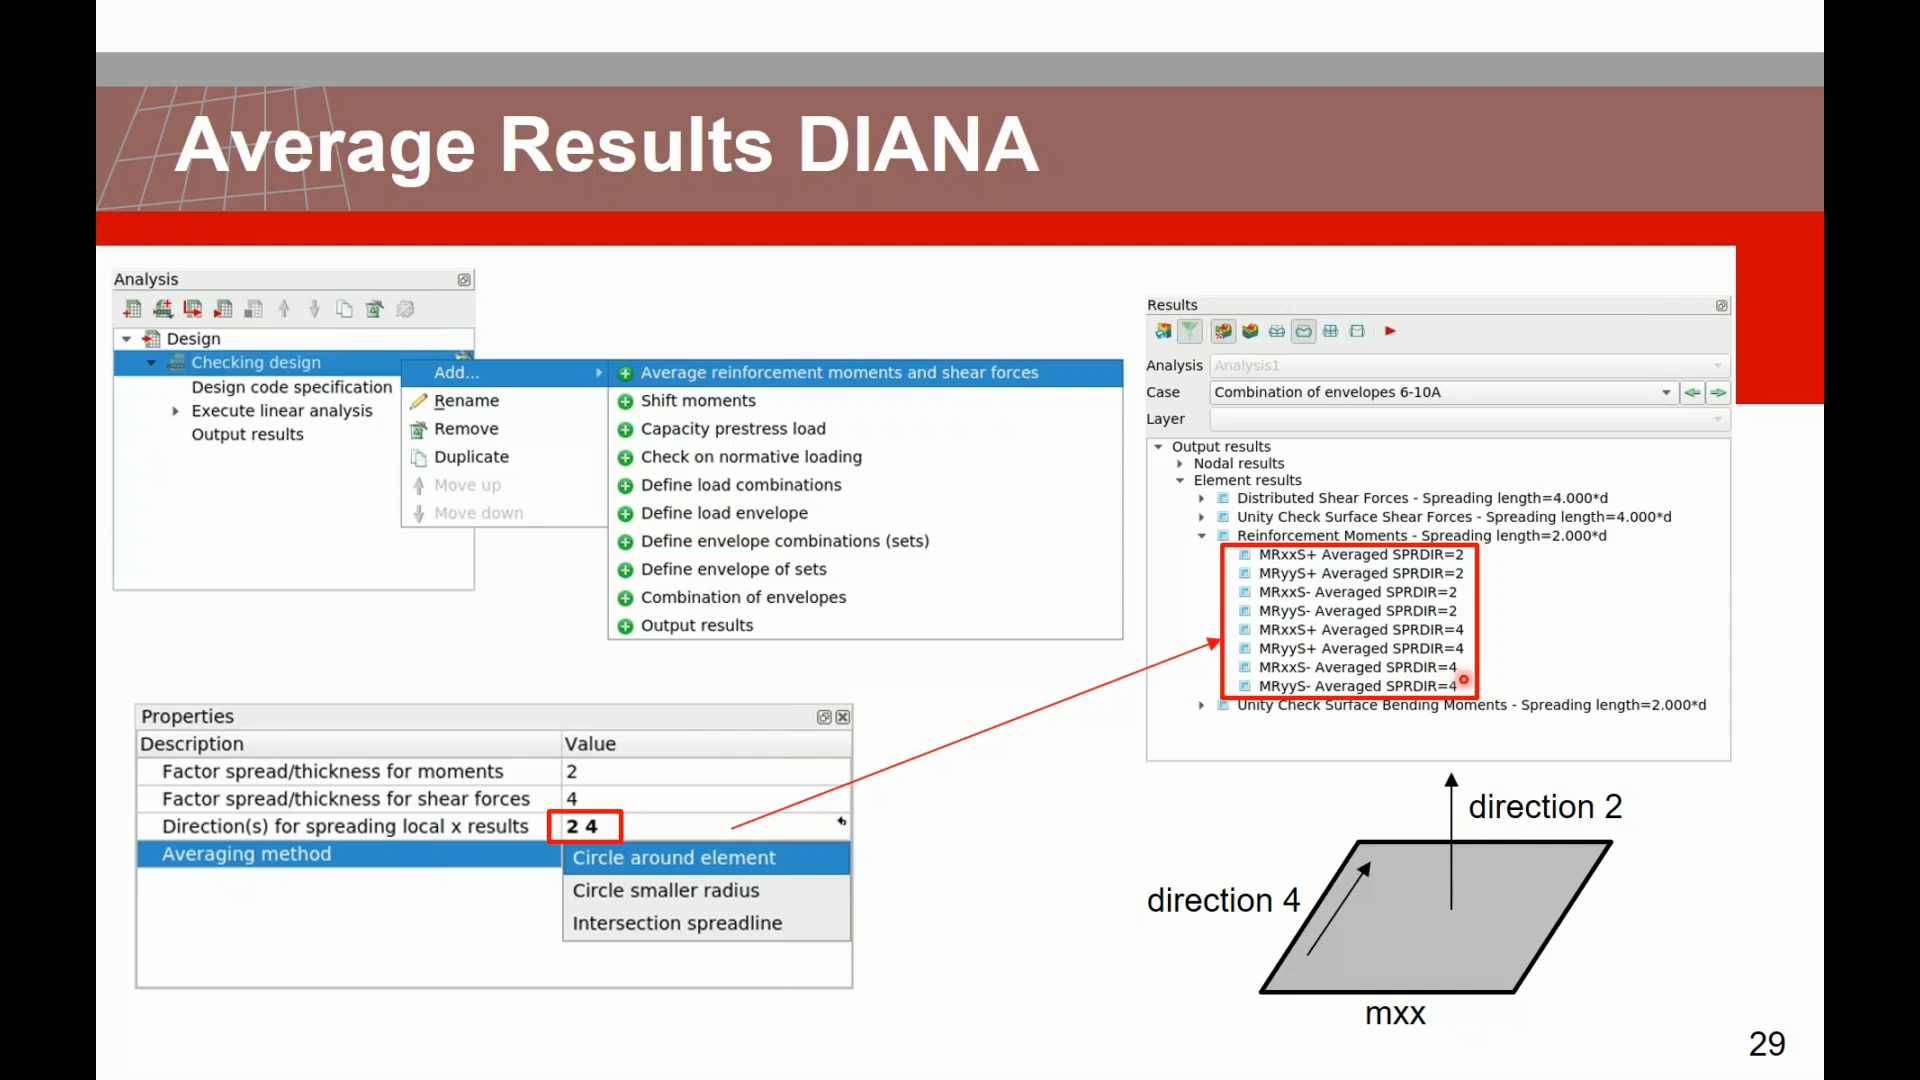 Average Results DIANA
Analysis
Design
Checking design
Design code specification
Execute linear analysis
Output results
Add...
Rename
Remove
Duplicate
Move up
Move down
Average reinforcement moments and shear forces
Shift moments
Capacity prestress load
Check on normative loading
Define load combinations
Define load envelope
Define envelope combinations (sets)
Define envelope of sets
Combination of envelopes
Output results
Properties
Description Value
Factor spread/thickness for moments 2
Factor spread/thickness for shear forces 4
Direction(s) for spreading local x results 2 4
Averaging method
Circle around element
Circle smaller radius
Intersection spreadline
Results
Analysis Analysis1
Case Combination of envelopes 6-10A
Layer
Output results
Nodal results
Element results
Distributed Shear Forces - Spreading length=4.000*d
Unity Check Surface Shear Forces - Spreading length=4.000*d
Reinforcement Moments - Spreading length=2.000*d
MRxxS+ Averaged SPRDIR=2
MRyyS+ Averaged SPRDIR=2
MRxxS- Averaged SPRDIR=2
MRyyS- Averaged SPRDIR=2
MRxxS+ Averaged SPRDIR=4
MRyyS+ Averaged SPRDIR=4
MRxxS- Averaged SPRDIR=4
MRyyS- Averaged SPRDIR=4
Unity Check Surface Bending Moments - Spreading length=2.000*d
direction 2
direction 4
mxx
29